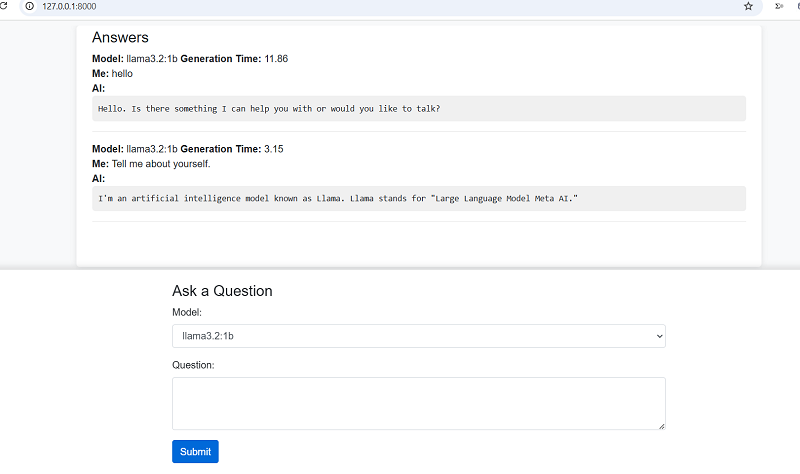 127.0.0.1:8000
Answers
Model: llama3.2:1b Generation Time: 11.86
Me: hello
AI:
Hello. Is there something I can help you with or would you like to talk?
Model: llama3.2:1b Generation Time: 3.15
Me: Tell me about yourself.
AI:
I'm an artificial intelligence model known as Llama. Llama stands for "Large Language Model Meta AI."
Ask a Question
Model:
llama3.2:1b
Question:
Submit